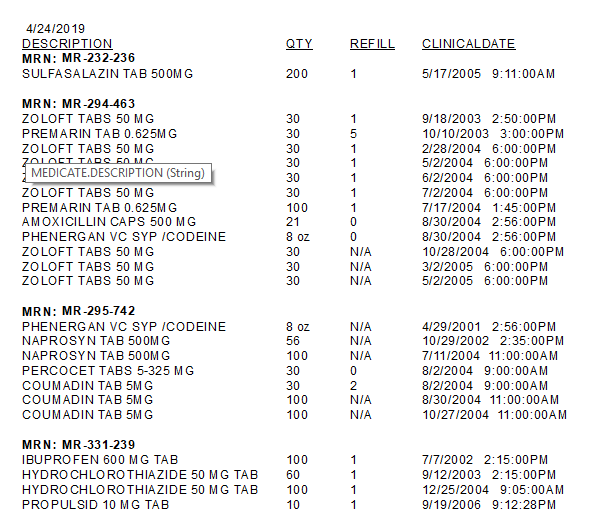 4/24/2019
DESCRIPTION QTY REFILL CLINICALDATE
MRN: MR-232-236
SULFASALAZIN TAB 500MG 200 1 5/17/2005 9:11:00AM
MRN: MR-294-463
ZOLOFT TABS 50 MG 30 1 9/18/2003 2:50:00PM
PREMARIN TAB 0.625MG 30 5 10/10/2003 3:00:00PM
ZOLOFT TABS 50 MG 30 1 2/28/2004 6:00:00PM
ZOLOFT TABS 50 MG 30 1 5/2/2004 6:00:00PM
MEDICATE.DESCRIPTION (String)
30 1 6/2/2004 6:00:00PM
ZOLOFT TABS 50 MG 30 1 7/2/2004 6:00:00PM
PREMARIN TAB 0.625MG 100 1 7/17/2004 1:45:00PM
AMOXICILLIN CAPS 500 MG 21 0 8/30/2004 2:56:00PM
PHENERGAN VC SYP /CODEINE 8 oz 0 8/30/2004 2:56:00PM
ZOLOFT TABS 50 MG 30 N/A 10/28/2004 6:00:00PM
ZOLOFT TABS 50 MG 30 N/A 3/2/2005 6:00:00PM
ZOLOFT TABS 50 MG 30 N/A 5/2/2005 6:00:00PM
MRN: MR-295-742
PHENERGAN VC SYP /CODEINE 8 oz N/A 4/29/2001 2:56:00PM
NAPROSYN TAB 500MG 56 N/A 10/29/2002 2:35:00PM
NAPROSYN TAB 500MG 100 N/A 7/11/2004 11:00:00AM
PERCOCET TABS 5-325 MG 30 0 8/2/2004 9:00:00AM
COUMADIN TAB 5MG 30 2 8/2/2004 9:00:00AM
COUMADIN TAB 5MG 100 N/A 8/30/2004 11:00:00AM
COUMADIN TAB 5MG 100 N/A 10/27/2004 11:00:00AM
MRN: MR-331-239
IBUPROFEN 600 MG TAB 100 1 7/7/2002 2:15:00PM
HYDROCHLOROTHIAZIDE 50 MG TAB 60 1 9/12/2003 2:15:00PM
HYDROCHLOROTHIAZIDE 50 MG TAB 100 1 12/25/2004 9:05:00AM
PROPULSID 10 MG TAB 10 1 9/19/2006 9:12:28PM